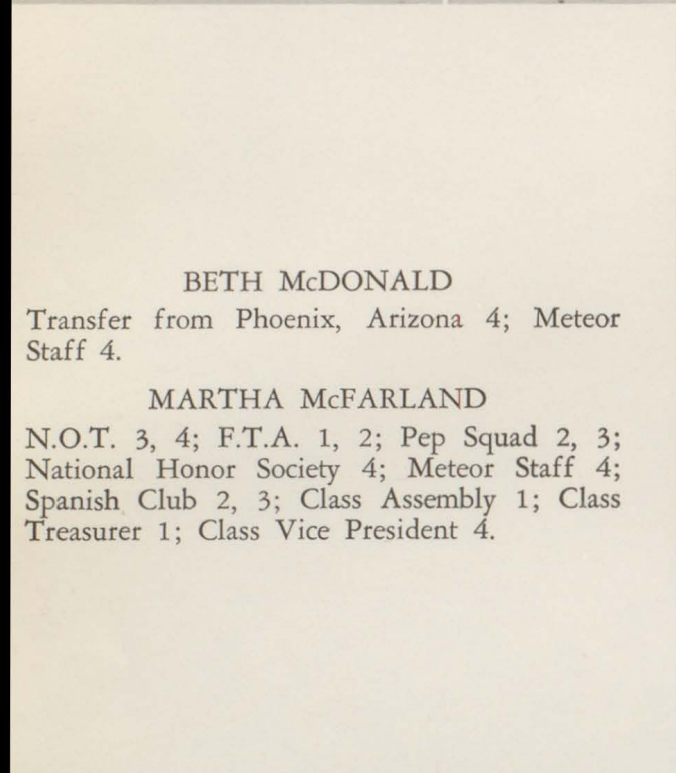 BETH McDONALD
Transfer from Phoenix, Arizona 4; Meteor
Staff 4.
MARTHA McFARLAND
N.O.T. 3, 4; F.T.A. 1, 2; Pep Squad 2, 3;
National Honor Society 4; Meteor Staff 4;
Spanish Club 2, 3; Class Assembly 1; Class
Treasurer 1; Class Vice President 4.